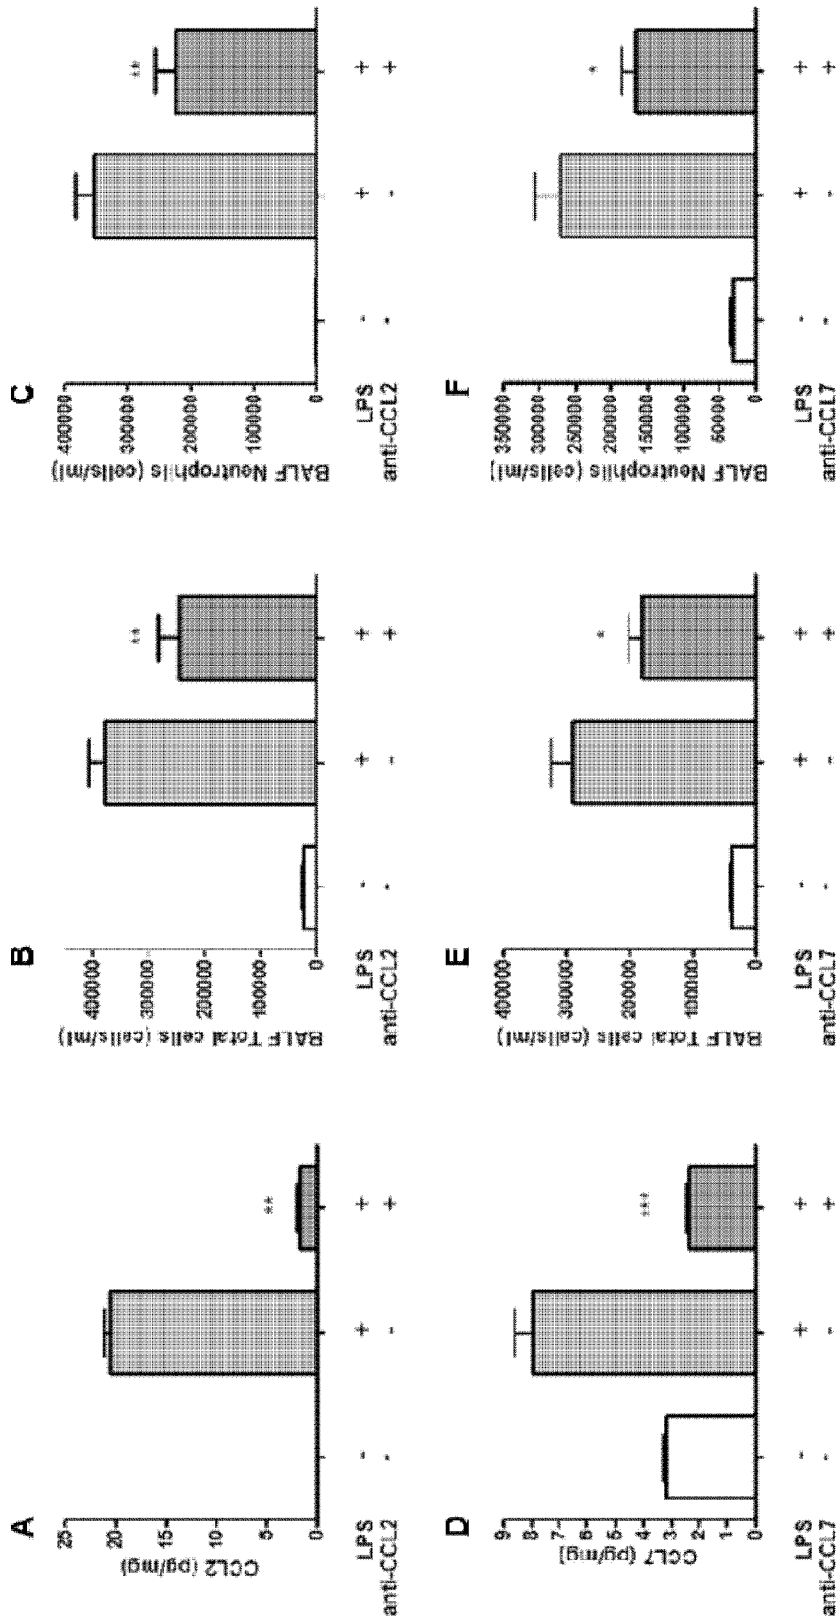 A
CCL2 (pg/mg)
25
20
15
10
5
0
**
LPS - + +
anti-CCL2 - - +
B
BALF Total cells (cells/ml)
400000
300000
200000
100000
0
**
LPS - + +
anti-CCL2 - - +
C
BALF Neutrophils (cells/ml)
400000
300000
200000
100000
0
**
LPS - + +
anti-CCL2 - - +
D
CCL7 (pg/mg)
9
8
7
6
5
4
3
2
1
0
***
LPS - + +
anti-CCL7 - - +
E
BALF Total cells (cells/ml)
400000
300000
200000
100000
0
*
LPS - + +
anti-CCL7 - - +
F
BALF Neutrophils (cells/ml)
350000
300000
250000
200000
150000
100000
50000
0
*
LPS - + +
anti-CCL7 - - +